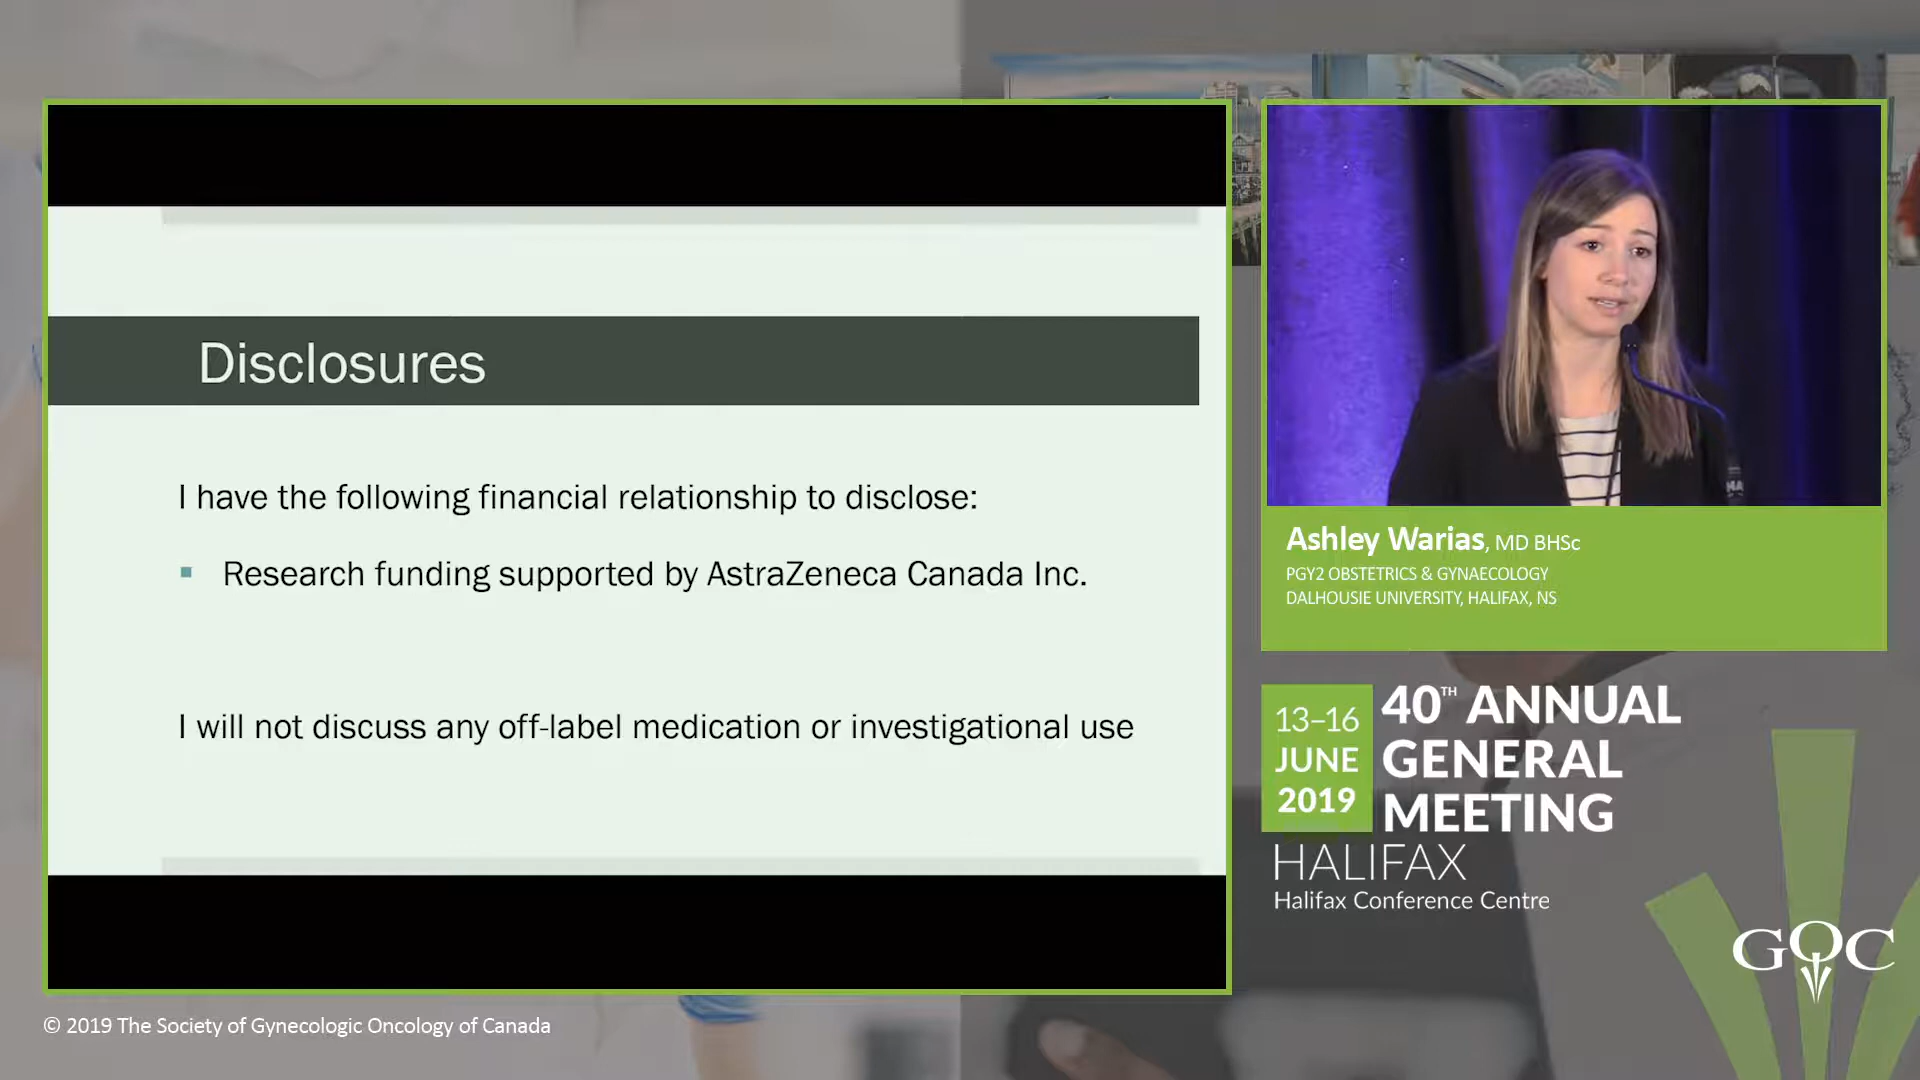 Disclosures
I have the following financial relationship to disclose:
Research funding supported by AstraZeneca Canada Inc.
I will not discuss any off-label medication or investigational use
Ashley Warias, MD BHSc
PGY2 OBSTETRICS & GYNAECOLOGY
DALHOUSIE UNIVERSITY, HALIFAX, NS
13–16
JUNE
2019
40TH ANNUAL
GENERAL
MEETING
HALIFAX
Halifax Conference Centre
GOC
© 2019 The Society of Gynecologic Oncology of Canada